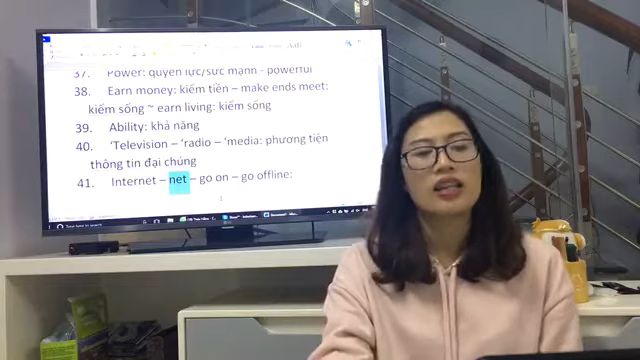 37. Power: quyền lực/sức mạnh - powerful
38. Earn money: kiếm tiền – make ends meet:
kiếm sống ~ earn living: kiếm sống
39. Ability: khả năng
40. 'Television – 'radio – 'media: phương tiện
thông tin đại chúng
41. Internet – net – go on – go offline: